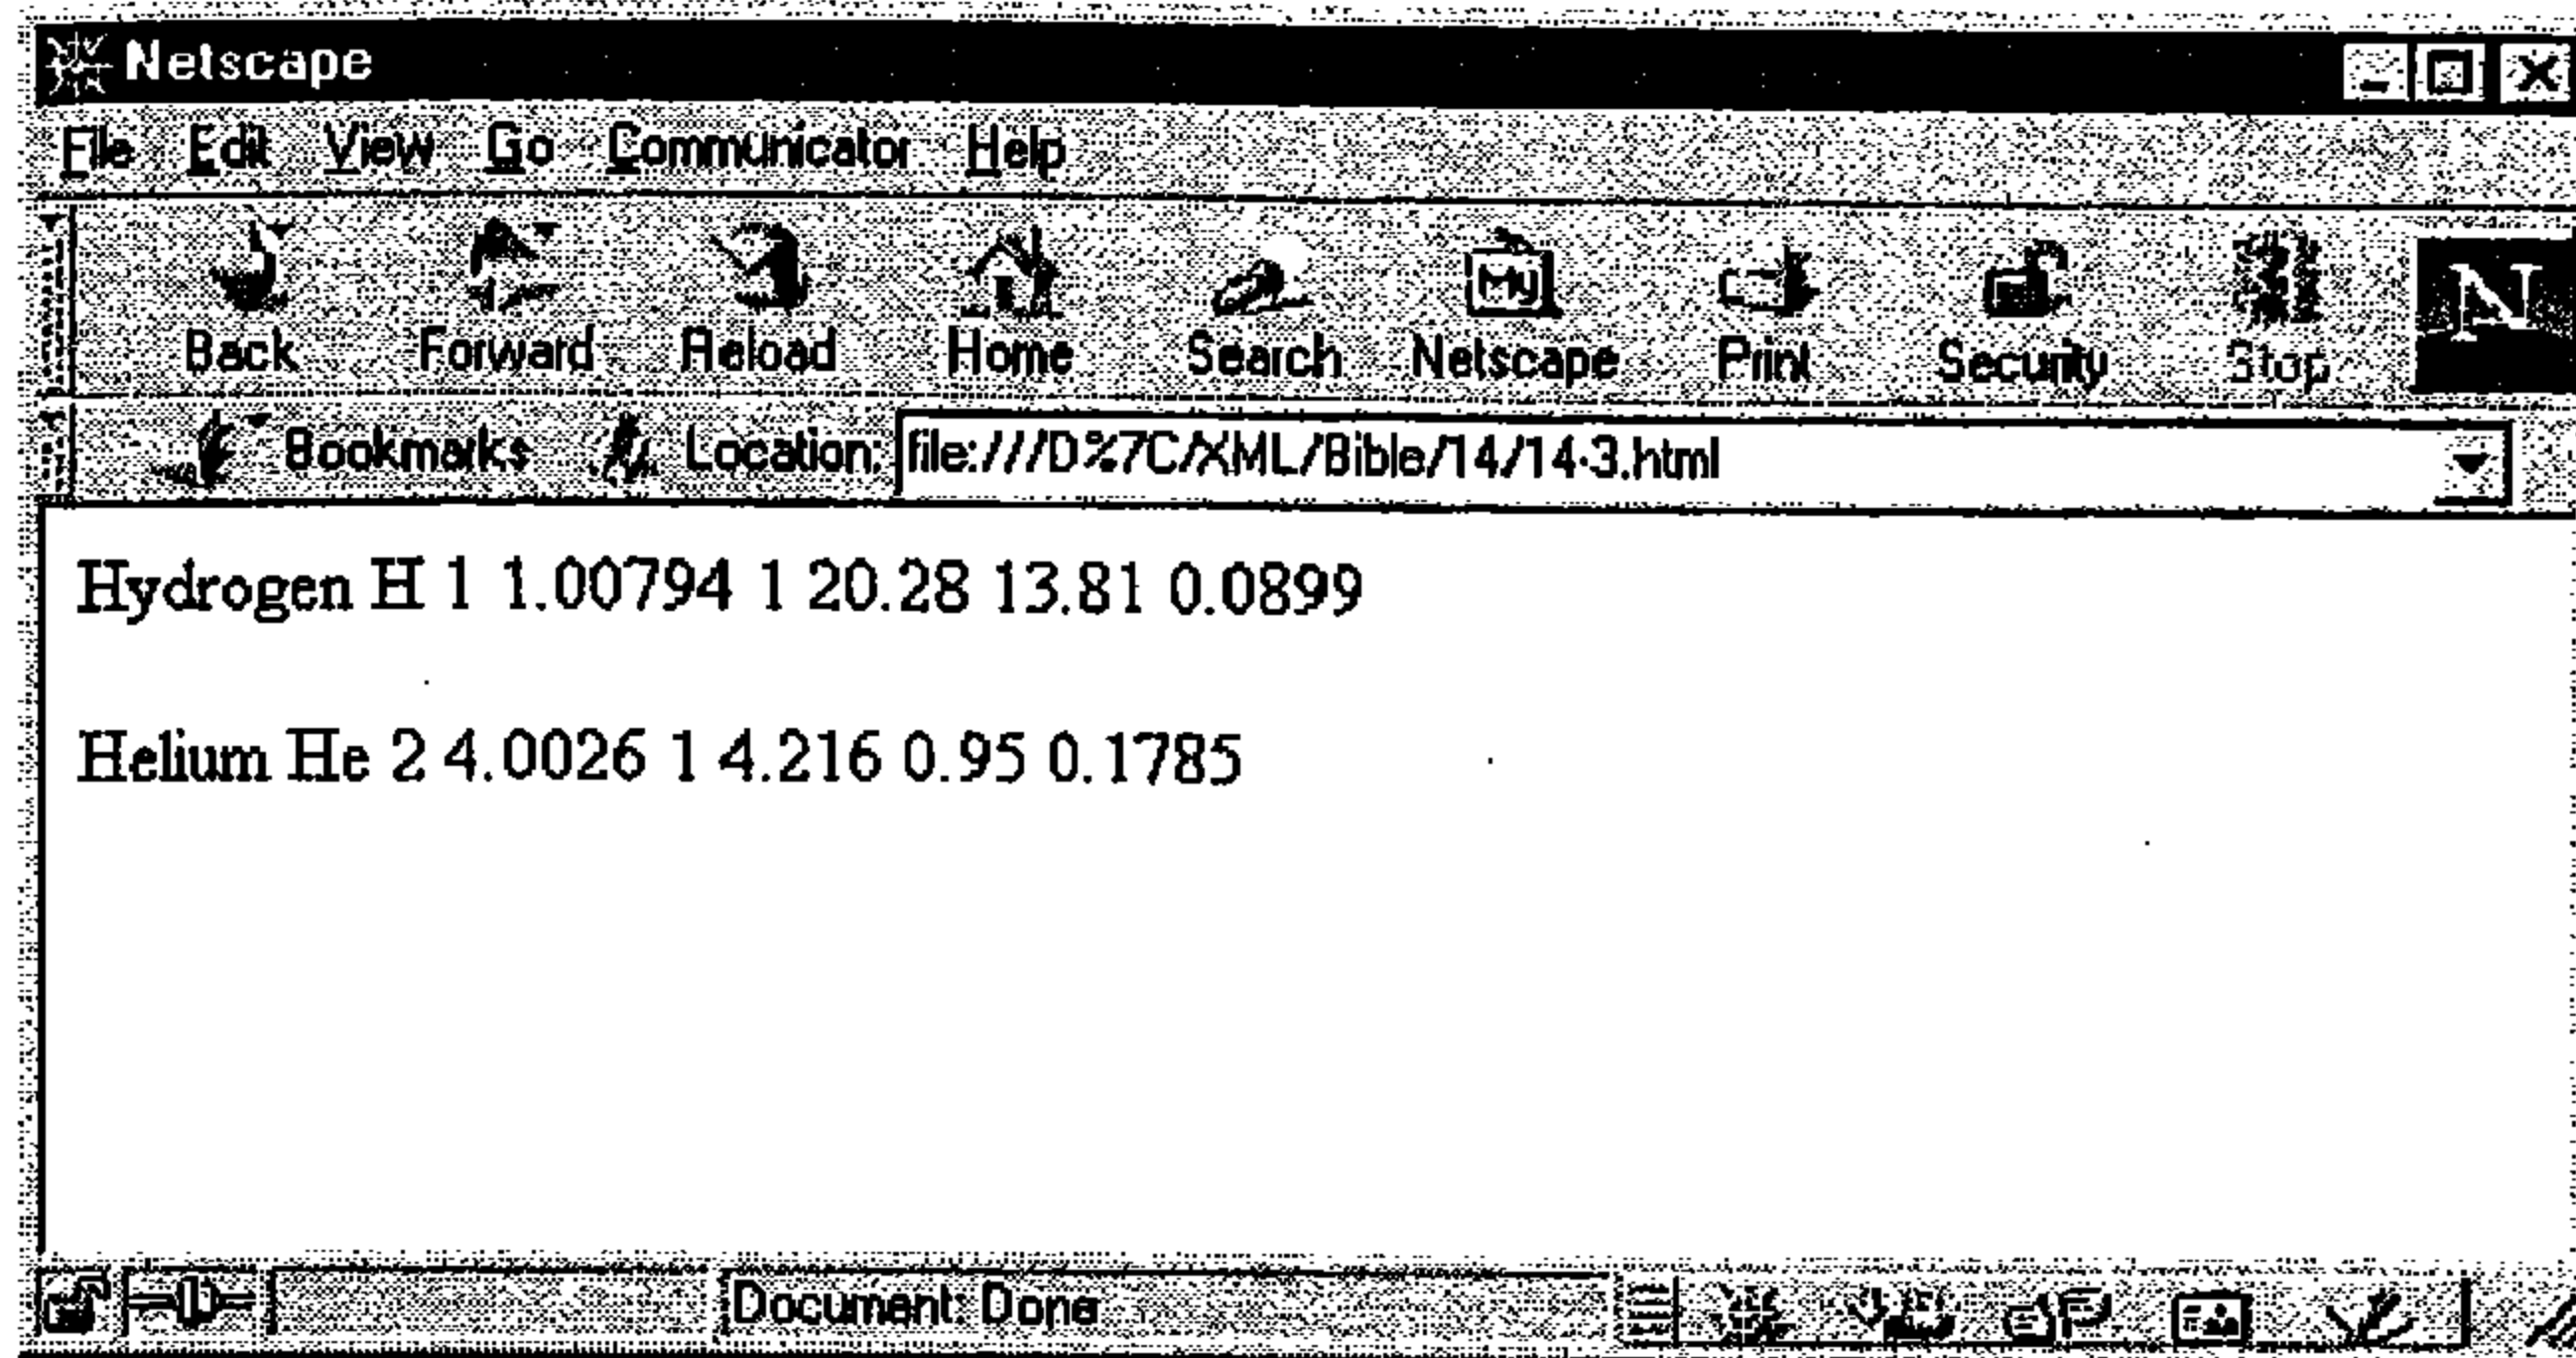 Netscape
File Edit View Go Communicator Help
My N
Back Forward Reload Home Search Netscape Print Security Stop
Bookmarks Location: file:///D%7C/XML/Bible/14/14-3.html
Hydrogen H 1 1.00794 1 20.28 13.81 0.0899
Helium He 2 4.0026 1 4.216 0.95 0.1785
Document: Done